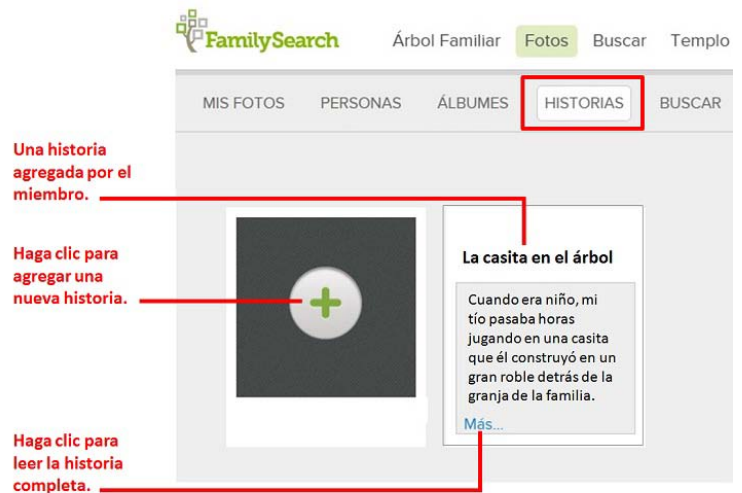 FamilySearch
Árbol Familiar Fotos Buscar Templo
MIS FOTOS PERSONAS ÁLBUMES HISTORIAS BUSCAR
Una historia
agregada por el
miembro.
Haga clic para
agregar una
nueva historia.
La casita en el árbol
Cuando era niño, mi
tío pasaba horas
jugando en una casita
que él construyó en un
gran roble detrás de la
granja de la familia.
Más...
Haga clic para
leer la historia
completa.